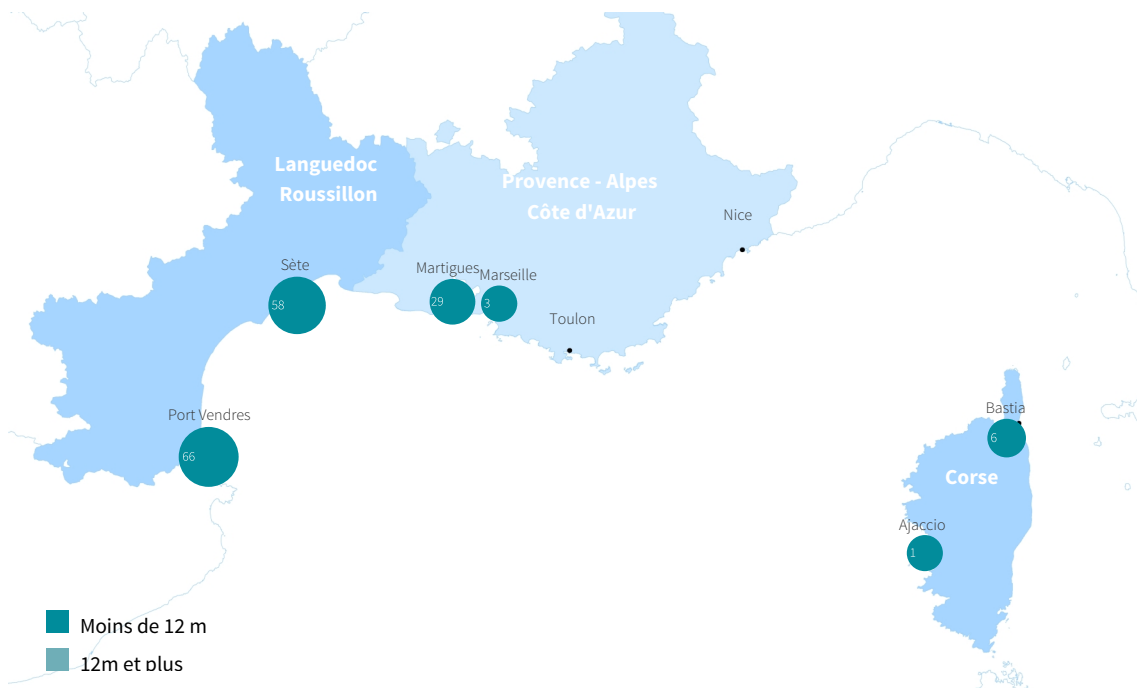 Languedoc
Roussillon
Provence - Alpes
Côte d'Azur
Nice
Sète
Martigues
Marseille
58
29
3
Toulon
Port Vendres
66
Bastia
6
Corse
Ajaccio
1
Moins de 12 m
12m et plus